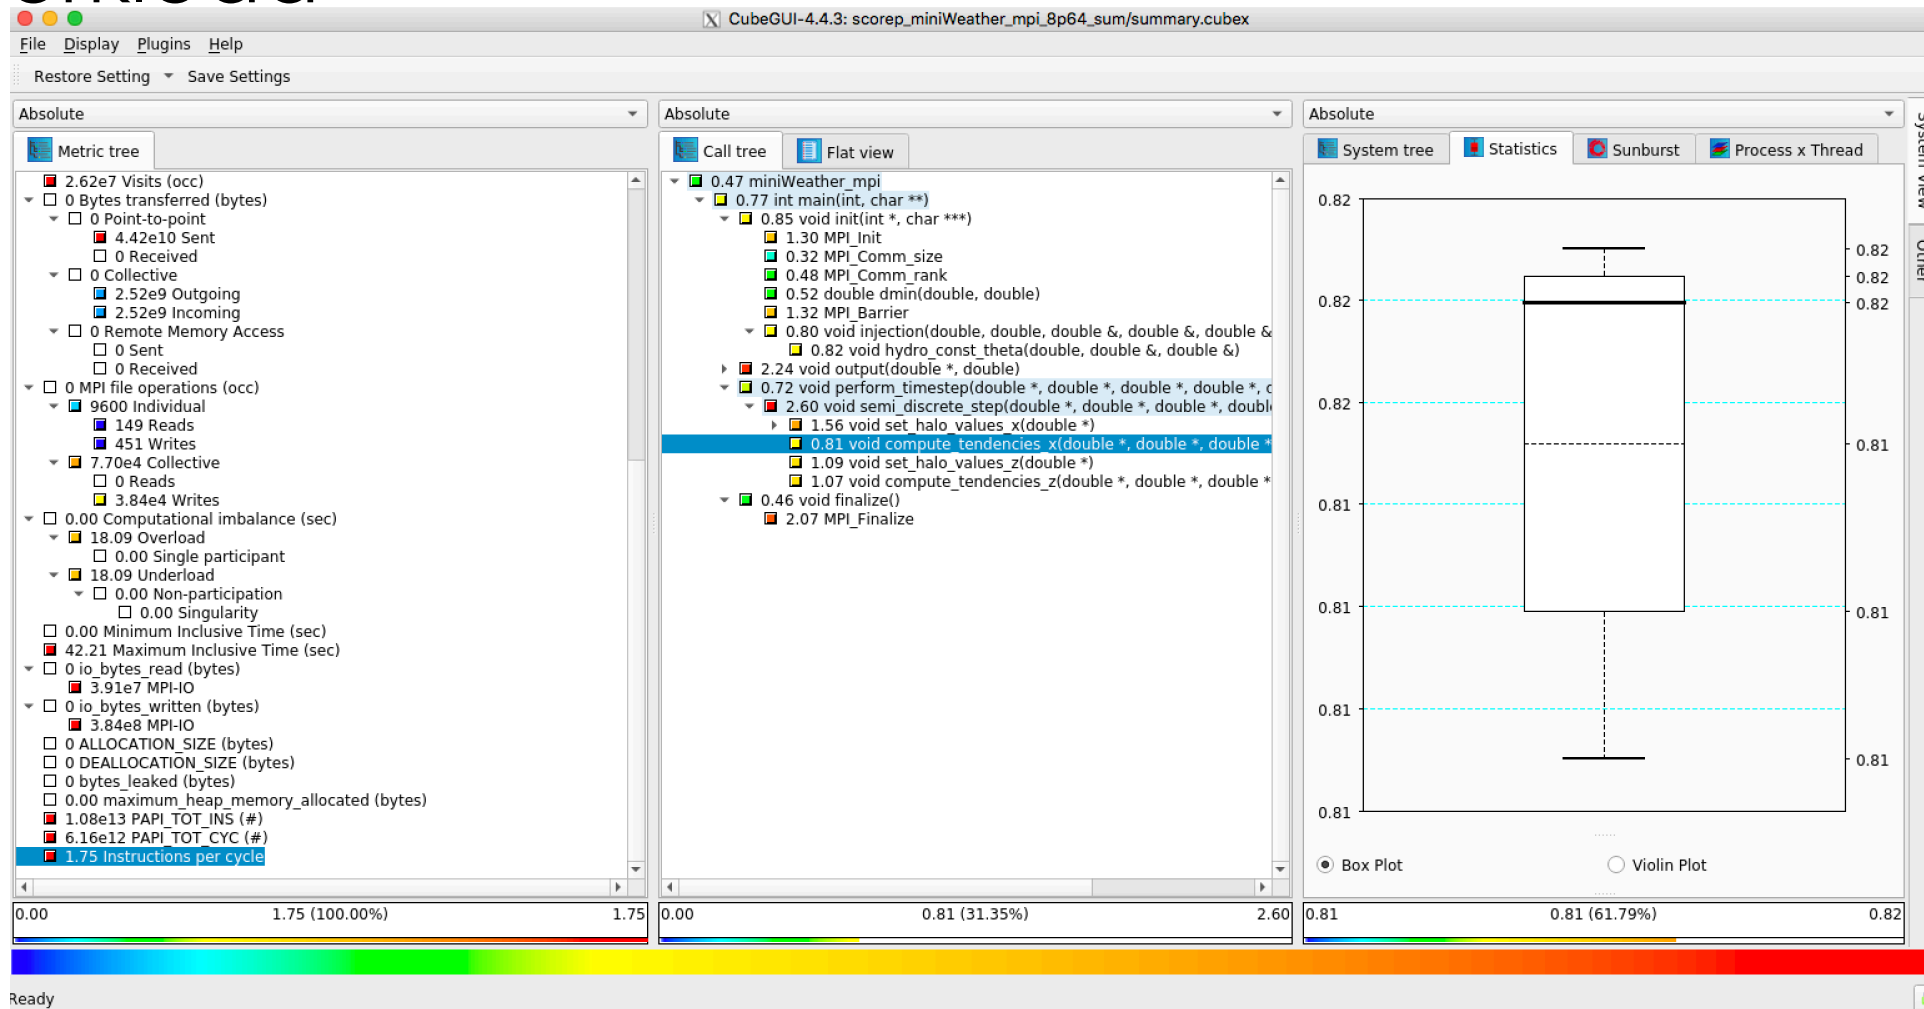 CubeGUI-4.4.3: scorep_miniWeather_mpi_8p64_sum/summary.cubex
File Display Plugins Help
Restore Setting Save Settings
Absolute
Metric tree
2.62e7 Visits (occ)
0 Bytes transferred (bytes)
0 Point-to-point
4.42e10 Sent
0 Received
0 Collective
2.52e9 Outgoing
2.52e9 Incoming
0 Remote Memory Access
0 Sent
0 Received
0 MPI file operations (occ)
9600 Individual
149 Reads
451 Writes
7.70e4 Collective
0 Reads
3.84e4 Writes
0.00 Computational imbalance (sec)
18.09 Overload
0.00 Single participant
18.09 Underload
0.00 Non-participation
0.00 Singularity
0.00 Minimum Inclusive Time (sec)
42.21 Maximum Inclusive Time (sec)
0 io_bytes_read (bytes)
3.91e7 MPI-IO
0 io_bytes_written (bytes)
3.84e8 MPI-IO
0 ALLOCATION_SIZE (bytes)
0 DEALLOCATION_SIZE (bytes)
0 bytes_leaked (bytes)
0.00 maximum_heap_memory_allocated (bytes)
1.08e13 PAPI_TOT_INS (#)
6.16e12 PAPI_TOT_CYC (#)
1.75 Instructions per cycle
0.00 1.75 (100.00%) 1.75
Absolute
Call tree Flat view
0.47 miniWeather_mpi
0.77 int main(int, char **)
0.85 void init(int *, char ***)
1.30 MPI_Init
0.32 MPI_Comm_size
0.48 MPI_Comm_rank
0.52 double dmin(double, double)
1.32 MPI_Barrier
0.80 void injection(double, double, double &, double &, double &
0.82 void hydro_const_theta(double, double &, double &)
2.24 void output(double *, double)
0.72 void perform_timestep(double *, double *, double *, double *, d
2.60 void semi_discrete_step(double *, double *, double *, doubl
1.56 void set_halo_values_x(double *)
0.81 void compute_tendencies_x(double *, double *, double *
1.09 void set_halo_values_z(double *)
1.07 void compute_tendencies_z(double *, double *, double *
0.46 void finalize()
2.07 MPI_Finalize
0.00 0.81 (31.35%) 2.60
Absolute
System tree Statistics Sunburst Process x Thread
0.82
0.82
0.82
0.81
0.81
0.81
0.81
0.82
0.82
0.82
0.81
0.81
0.81
Box Plot Violin Plot
0.81 0.81 (61.79%) 0.82
System View
Other
Ready